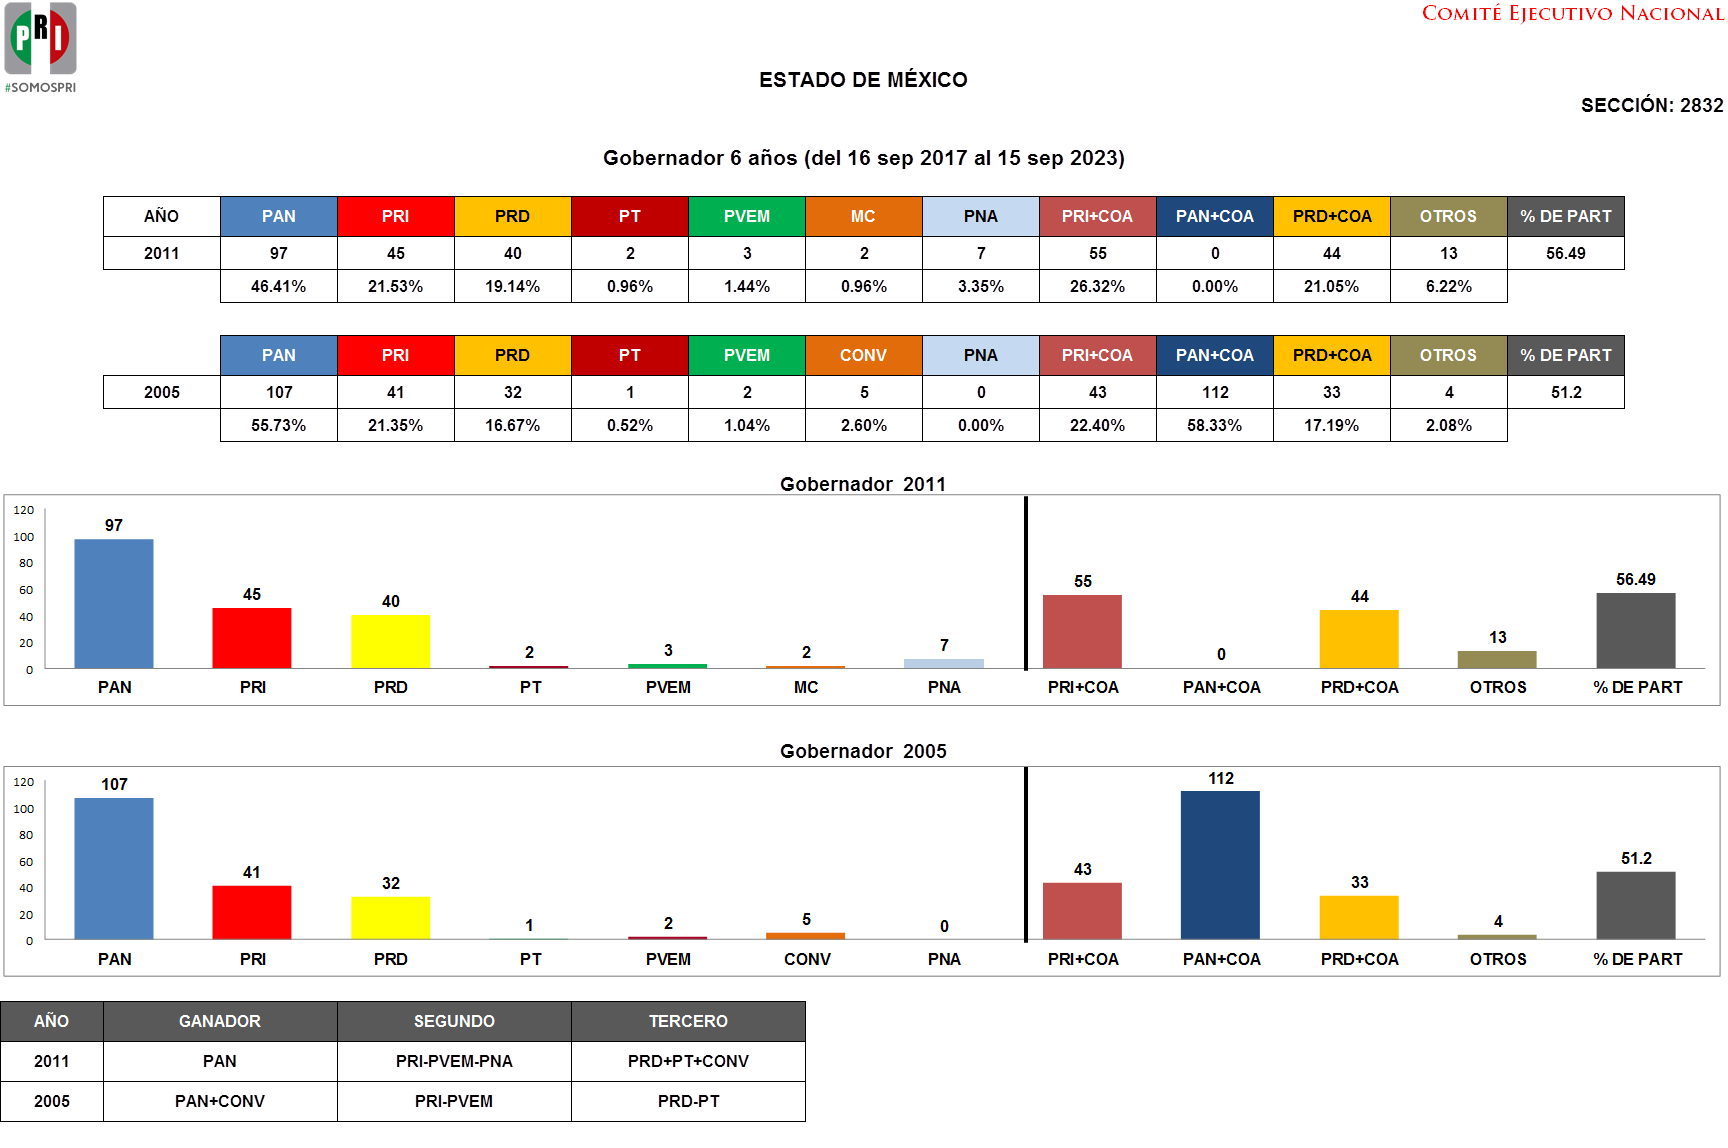 PRI
#SOMOSPRI
COMITÉ EJECUTIVO NACIONAL
ESTADO DE MÉXICO
SECCIÓN: 2832
Gobernador 6 años (del 16 sep 2017 al 15 sep 2023)
AÑO PAN PRI PRD PT PVEM MC PNA PRI+COA PAN+COA PRD+COA OTROS % DE PART
2011 97 45 40 2 3 2 7 55 0 44 13 56.49
46.41% 21.53% 19.14% 0.96% 1.44% 0.96% 3.35% 26.32% 0.00% 21.05% 6.22%
PAN PRI PRD PT PVEM CONV PNA PRI+COA PAN+COA PRD+COA OTROS % DE PART
2005 107 41 32 1 2 5 0 43 112 33 4 51.2
55.73% 21.35% 16.67% 0.52% 1.04% 2.60% 0.00% 22.40% 58.33% 17.19% 2.08%
Gobernador 2011
120
100
80
60
40
20
0
97 45 40 2 3 2 7 55 0 44 13 56.49
PAN PRI PRD PT PVEM MC PNA PRI+COA PAN+COA PRD+COA OTROS % DE PART
Gobernador 2005
120
100
80
60
40
20
0
107 41 32 1 2 5 0 43 112 33 4 51.2
PAN PRI PRD PT PVEM CONV PNA PRI+COA PAN+COA PRD+COA OTROS % DE PART
AÑO GANADOR SEGUNDO TERCERO
2011 PAN PRI-PVEM-PNA PRD+PT+CONV
2005 PAN+CONV PRI-PVEM PRD-PT